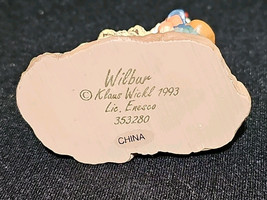 Wilbur
© Klaus Wickl 1993
Lic. Enesco
353280
CHINA